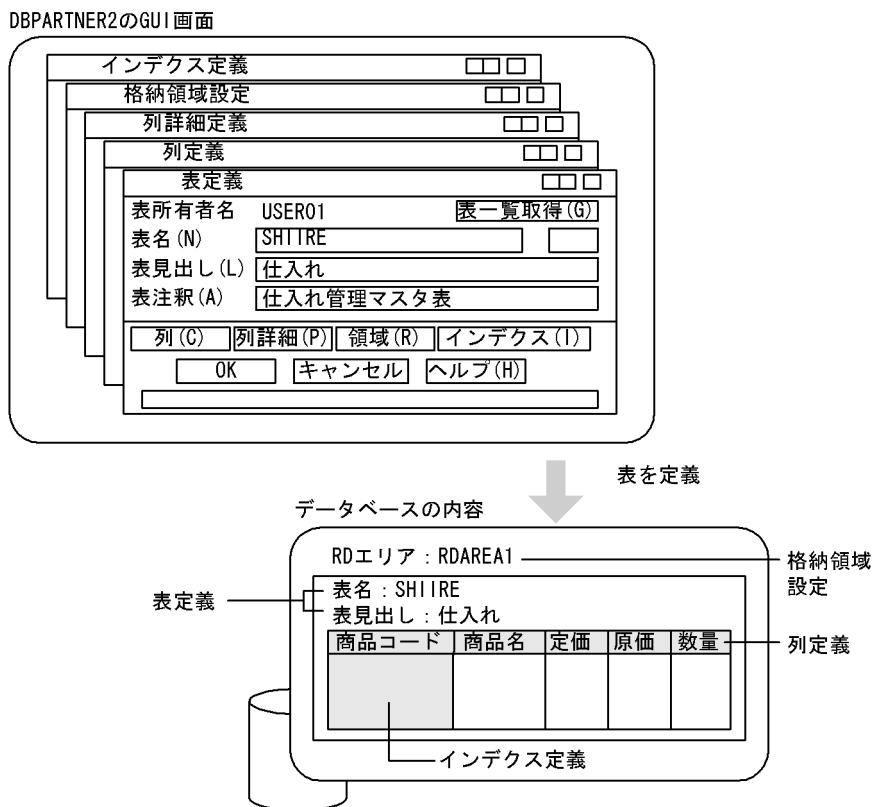 DBPARTNER2のGUI画面
インデクス定義
格納領域設定
列詳細定義
列定義
表定義
表所有者名 USER01 表一覧取得(G)
表名(N) SHIIRE
表見出し(L) 仕入れ
表注釈(A) 仕入れ管理マスタ表
列(C) 列詳細(P) 領域(R) インデクス(I)
OK キャンセル ヘルプ(H)
表を定義
データベースの内容
RDエリア：RDAREA1
格納領域
設定
表定義
表名：SHIIRE
表見出し：仕入れ
商品コード 商品名 定価 原価 数量
列定義
インデクス定義